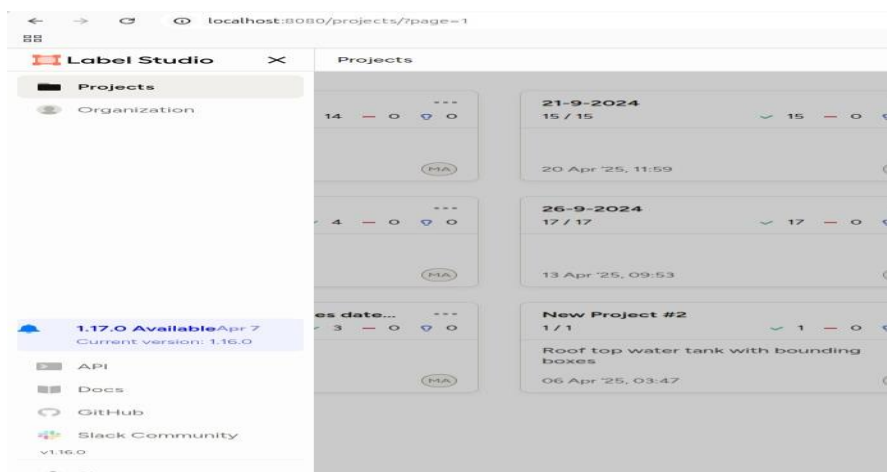 localhost:8080/projects/?page=1
Label Studio
Projects
Projects
Organization
14 0 0
21-9-2024
15 / 15 15 0
MA
20 Apr '25, 11:59
4 0 0
26-9-2024
17 / 17 17 0
MA
13 Apr '25, 09:53
es date...
3 0 0
New Project #2
1 / 1 1 0
Roof top water tank with bounding
boxes
MA
06 Apr '25, 03:47
1.17.0 Available Apr 7
Current version: 1.16.0
API
Docs
GitHub
Slack Community
v1.16.0